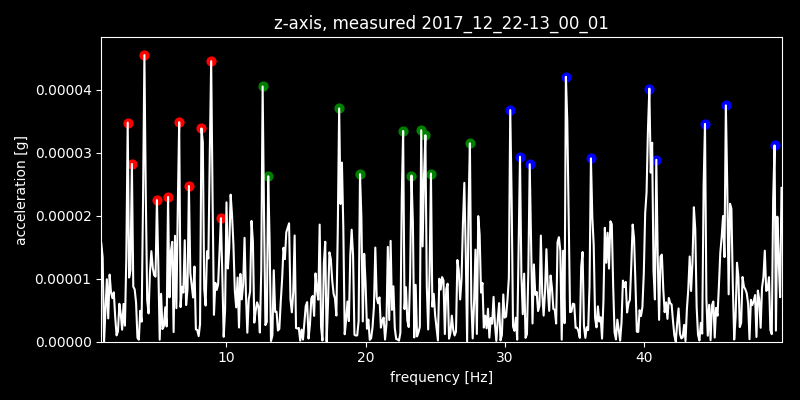 z-axis, measured 2017_12_22-13_00_01
acceleration [g]
0.00004
0.00003
0.00002
0.00001
0.00000
10 20 30 40
frequency [Hz]